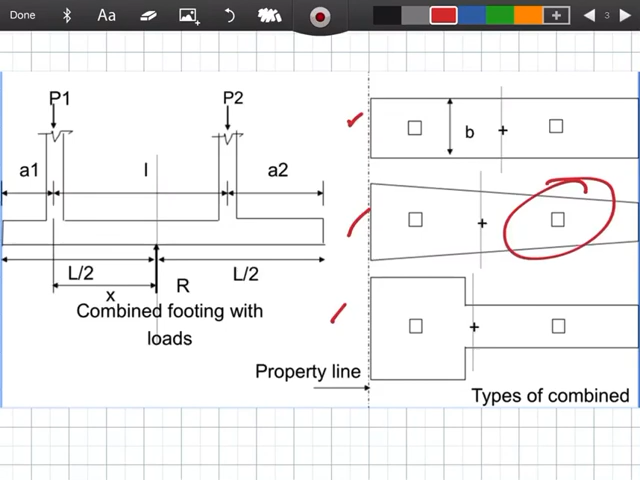 Done
Aa
3
P1
P2
a1
l
a2
b
L/2
L/2
x
R
Combined footing with
loads
Property line
Types of combined